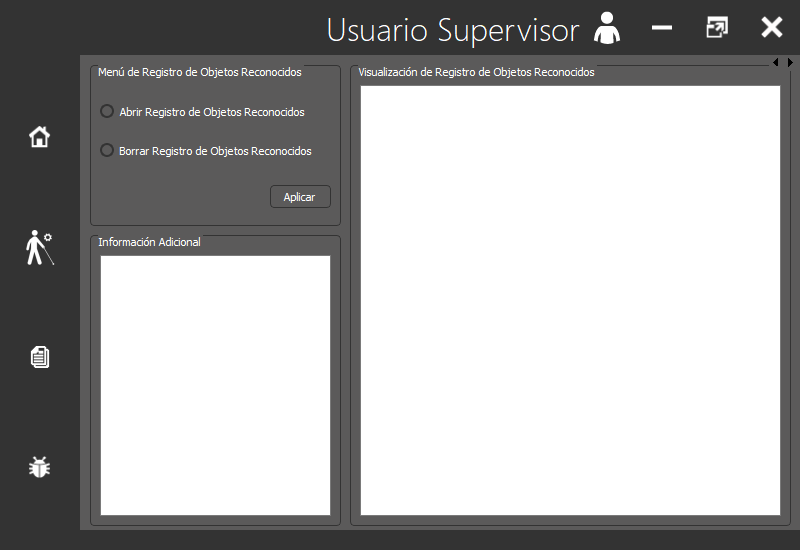 Usuario Supervisor
Menú de Registro de Objetos Reconocidos
Abrir Registro de Objetos Reconocidos
Borrar Registro de Objetos Reconocidos
Aplicar
Información Adicional
Visualización de Registro de Objetos Reconocidos